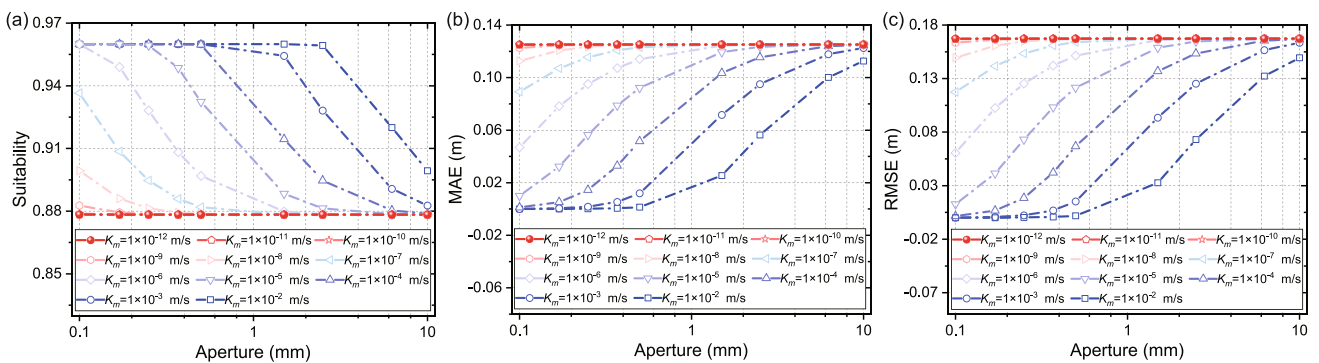 (a)
Suitability
0.97
0.94
0.91
0.88
0.85
K_m=1×10^-12 m/s K_m=1×10^-11 m/s K_m=1×10^-10 m/s
K_m=1×10^-9 m/s K_m=1×10^-8 m/s K_m=1×10^-7 m/s
K_m=1×10^-6 m/s K_m=1×10^-5 m/s K_m=1×10^-4 m/s
K_m=1×10^-3 m/s K_m=1×10^-2 m/s
0.1 1 10
Aperture (mm)
(b)
MAE (m)
0.14
0.10
0.06
0.02
−0.02
−0.06
K_m=1×10^-12 m/s K_m=1×10^-11 m/s K_m=1×10^-10 m/s
K_m=1×10^-9 m/s K_m=1×10^-8 m/s K_m=1×10^-7 m/s
K_m=1×10^-6 m/s K_m=1×10^-5 m/s K_m=1×10^-4 m/s
K_m=1×10^-3 m/s K_m=1×10^-2 m/s
0.1 1 10
Aperture (mm)
(c)
RMSE (m)
0.18
0.13
0.08
0.03
−0.02
−0.07
K_m=1×10^-12 m/s K_m=1×10^-11 m/s K_m=1×10^-10 m/s
K_m=1×10^-9 m/s K_m=1×10^-8 m/s K_m=1×10^-7 m/s
K_m=1×10^-6 m/s K_m=1×10^-5 m/s K_m=1×10^-4 m/s
K_m=1×10^-3 m/s K_m=1×10^-2 m/s
0.1 1 10
Aperture (mm)